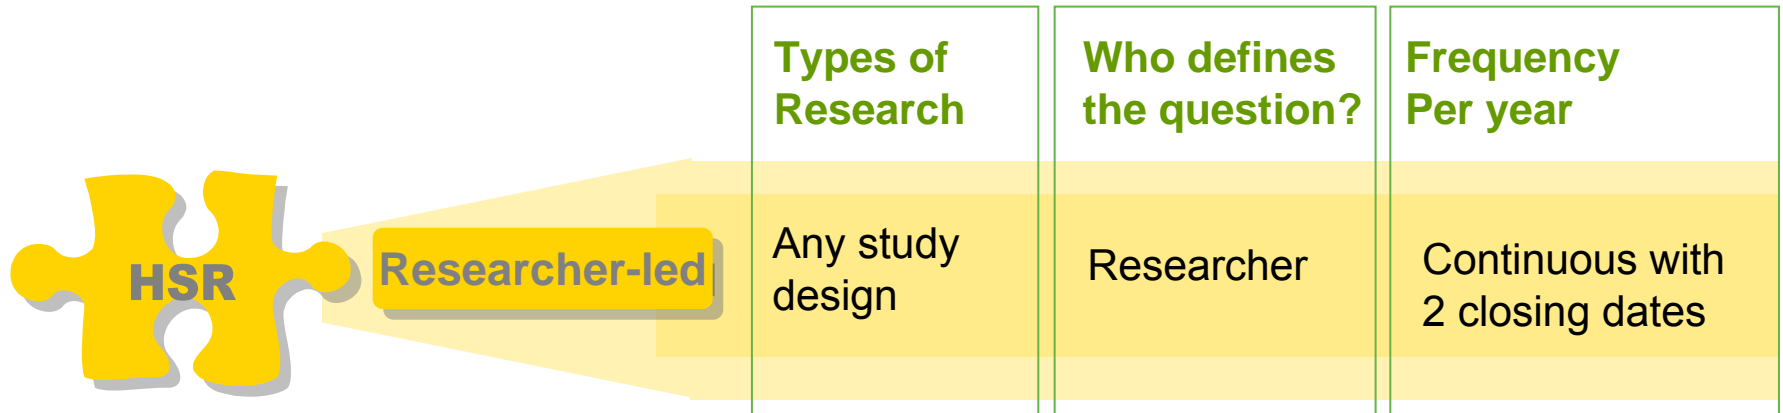 Types of
Research
Who defines
the question?
Frequency
Per year
HSR
Researcher-led
Any study
design
Researcher
Continuous with
2 closing dates